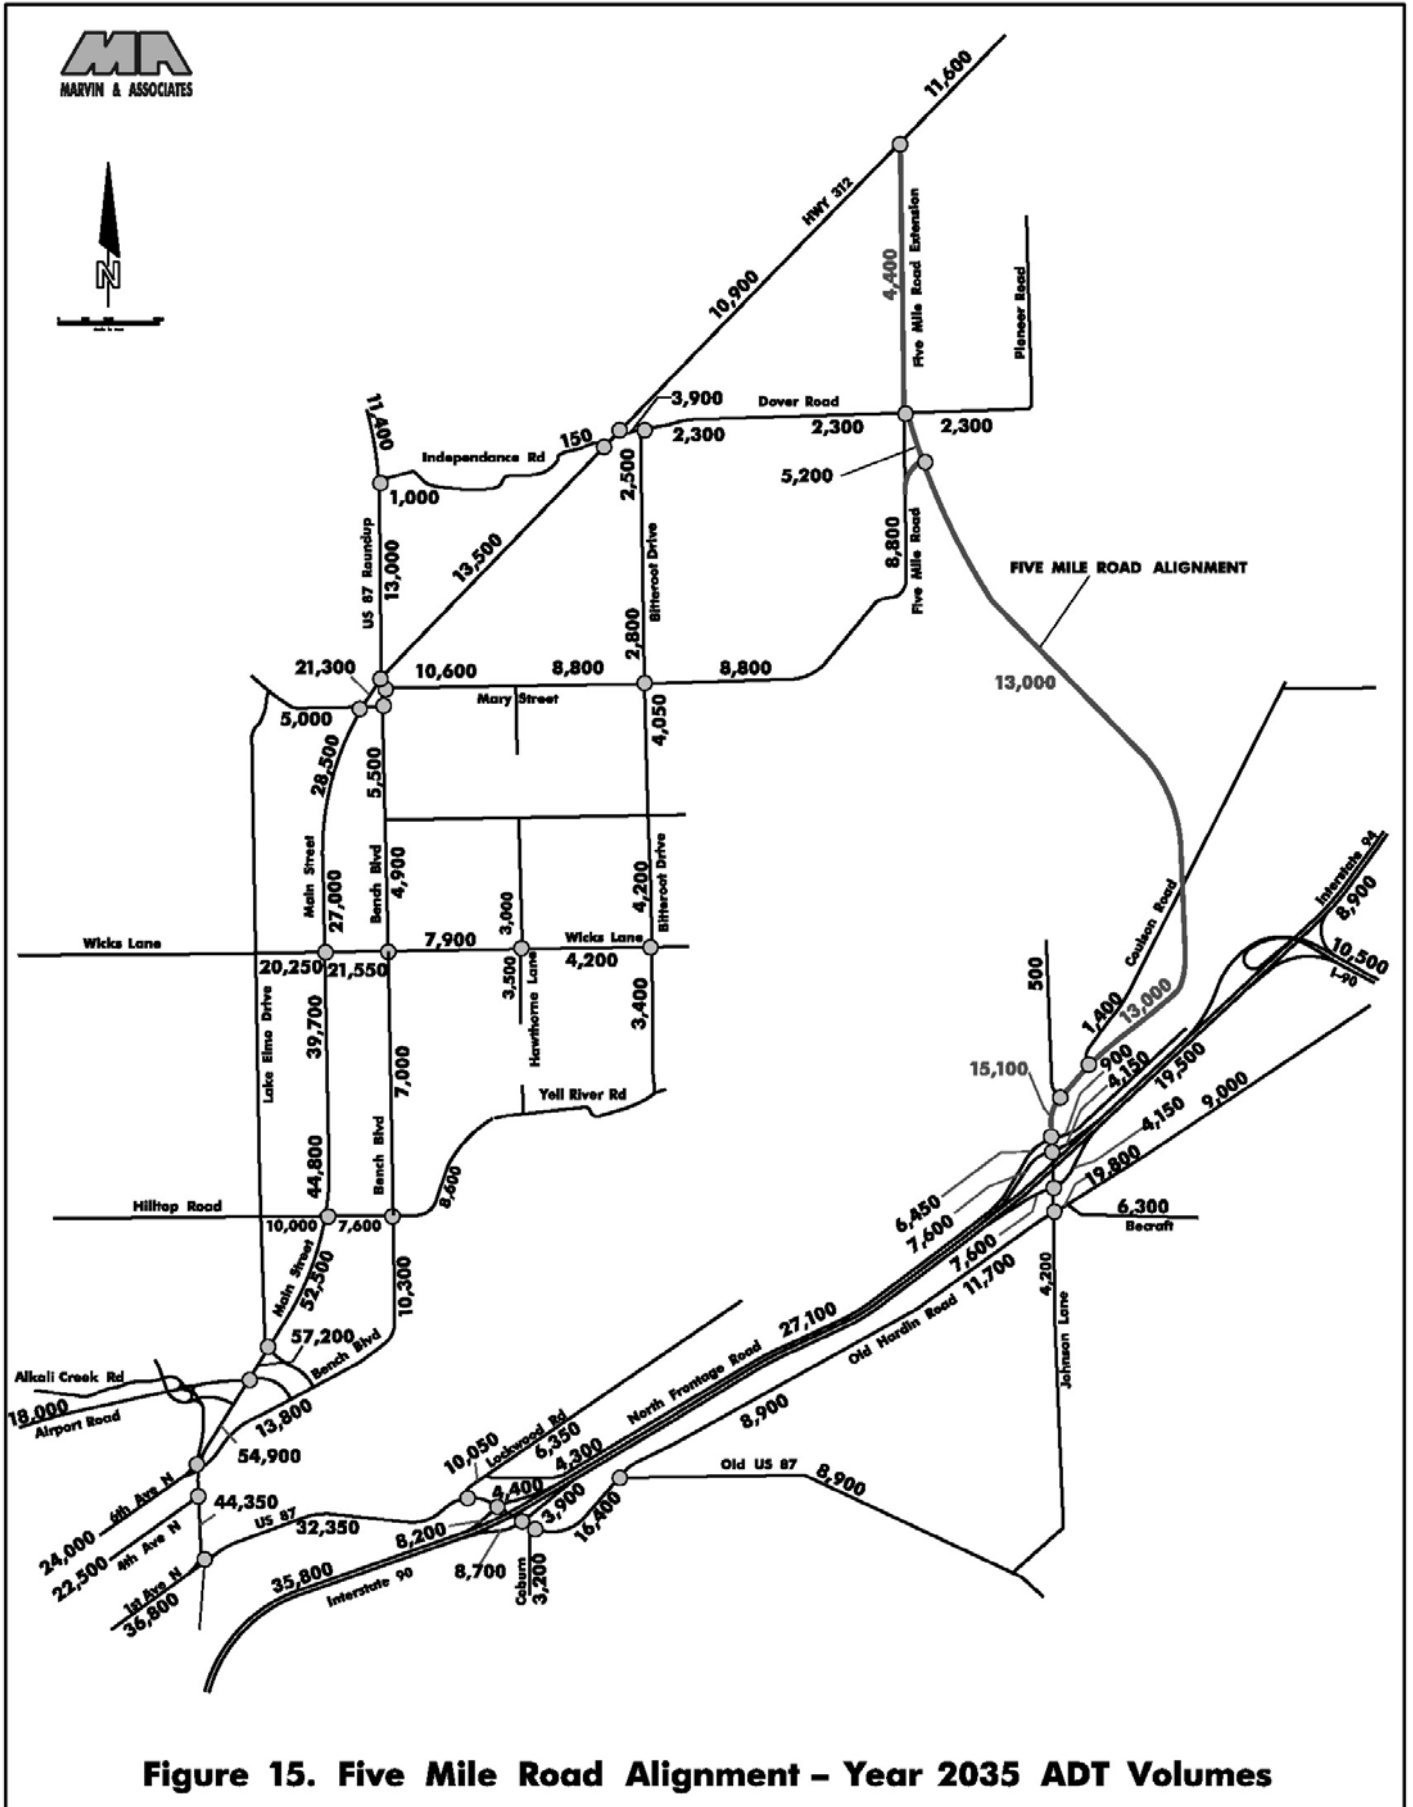 MARVIN & ASSOCIATES
N
11,600
HWY 312
10,900
4,400
Five Mile Road Extension
Pioneer Road
11,400
3,900
Dover Road
150
2,300
2,300
2,300
Independance Rd
1,000
2,500
5,200
US 87 Roundup
13,000
13,500
Bitteroot Drive
8,800
Five Mile Road
FIVE MILE ROAD ALIGNMENT
2,800
21,300
10,600
8,800
8,800
13,000
Mary Street
5,000
4,050
28,500
5,500
Main Street
27,000
Bench Blvd
4,900
4,200
Bitteroot Drive
Interstate 94
8,900
3,000
Wicks Lane
7,900
Wicks Lane
4,200
20,250
21,550
3,500
Hawthorne Lane
3,400
Coulson Road
10,500
I-90
500
1,400
13,000
Lake Elmo Drive
39,700
7,000
15,100
900
4,150
19,500
9,000
Yell River Rd
4,150
44,800
Bench Blvd
8,600
19,800
Hilltop Road
10,000
7,600
6,450
7,600
7,600
6,300
Becraft
Main Street
52,500
10,300
11,700
4,200
Johnson Lane
57,200
Bench Blvd
27,100
Old Hardin Road
North Frontage Road
Alkali Creek Rd
18,000
Airport Road
13,800
8,900
54,900
10,050
Lockwood Rd
6,350
4,300
Old US 87
8,900
6th Ave N
24,000
44,350
4,400
3,900
16,400
4th Ave N
22,500
US 87
32,350
8,200
8,700
1st Ave N
36,800
35,800
Interstate 90
Coburn
3,200
Figure 15. Five Mile Road Alignment – Year 2035 ADT Volumes